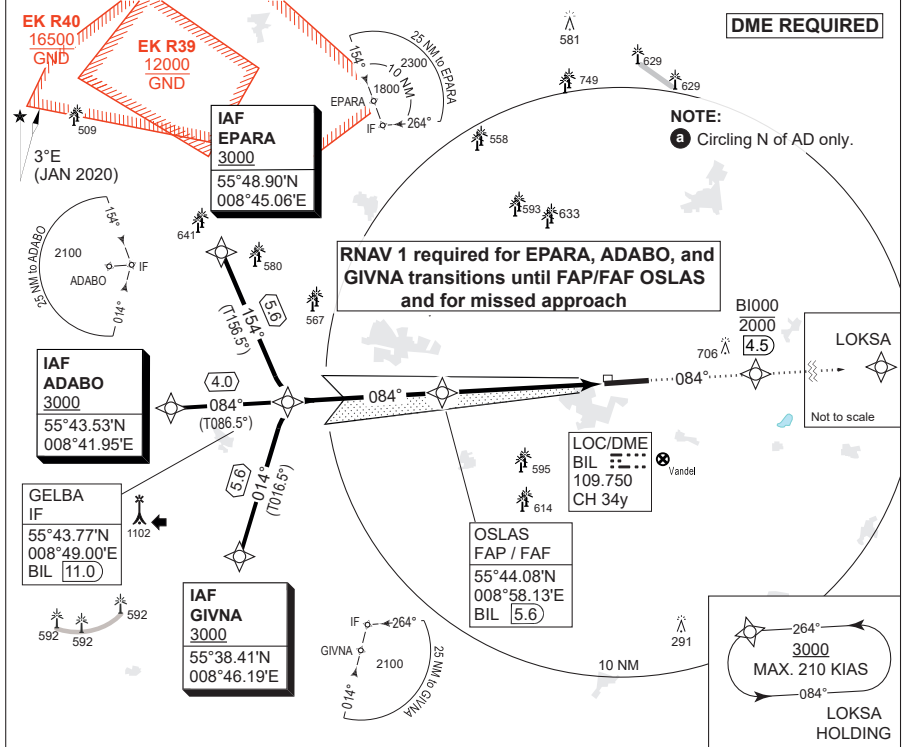 EK R40
16500
GND
EK R39
12000
GND
509
3°E
(JAN 2020)
IAF
EPARA
3000
55°48.90'N
008°45.06'E
25 NM to EPARA
154°
10 NM
2300
1800
EPARA
IF
264°
581
749
629
629
558
DME REQUIRED
NOTE:
a Circling N of AD only.
25 NM to ADABO
154°
2100
ADABO
IF
014°
641
580
567
593
633
RNAV 1 required for EPARA, ADABO, and
GIVNA transitions until FAP/FAF OSLAS
and for missed approach
5.6
154°
(T156.5°)
IAF
ADABO
3000
55°43.53'N
008°41.95'E
4.0
084°
(T086.5°)
084°
084°
706
BI000
2000
4.5
LOKSA
Not to scale
5.6
014°
(T016.5°)
GELBA
IF
55°43.77'N
008°49.00'E
BIL 11.0
1102
592
592
592
IAF
GIVNA
3000
55°38.41'N
008°46.19'E
IF
264°
GIVNA
2100
014°
25 NM to GIVNA
595
614
LOC/DME
BIL
109.750
CH 34y
Vandel
OSLAS
FAP / FAF
55°44.08'N
008°58.13'E
BIL 5.6
10 NM
291
264°
3000
MAX. 210 KIAS
084°
LOKSA
HOLDING